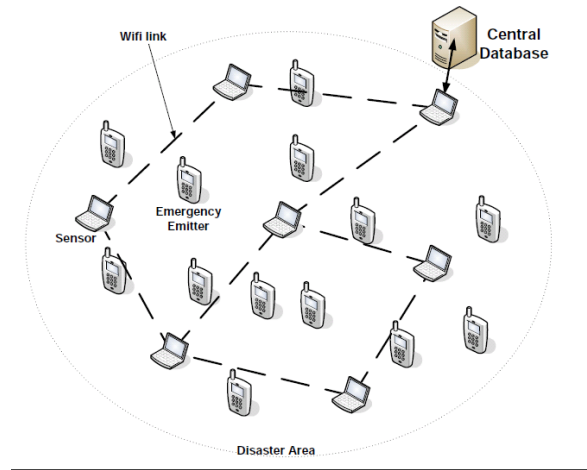 Wifi link
Central
Database
Emergency
Emitter
Sensor
Disaster Area